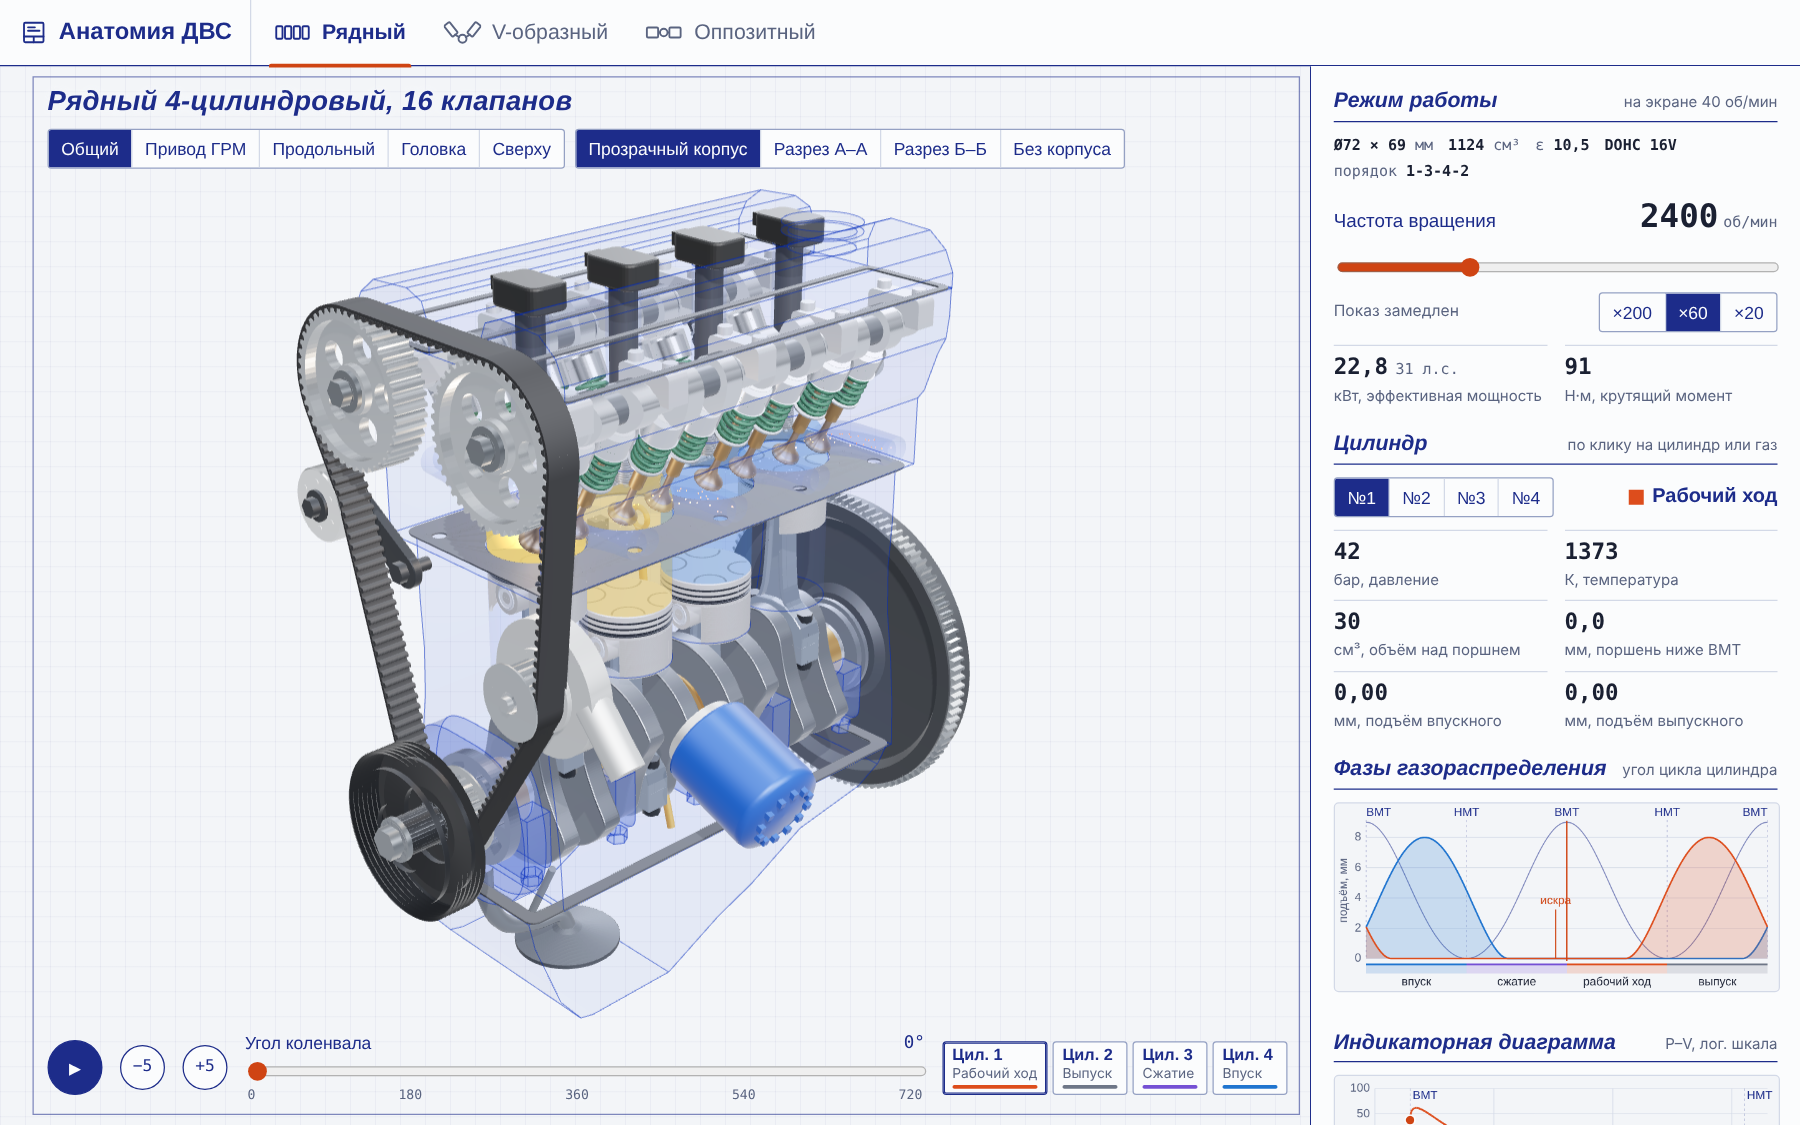 Анатомия ДВС
Рядный
V-образный
Оппозитный
Рядный 4-цилиндровый, 16 клапанов
Общий
Привод ГРМ
Продольный
Головка
Сверху
Прозрачный корпус
Разрез А–А
Разрез Б–Б
Без корпуса
Угол коленвала
0°
▶
−5
+5
0
180
360
540
720
Цил. 1
Рабочий ход
Цил. 2
Выпуск
Цил. 3
Сжатие
Цил. 4
Впуск
Режим работы
на экране 40 об/мин
Ø72 × 69 мм 1124 см³ ε 10,5 DOHC 16V
порядок 1-3-4-2
Частота вращения
2400 об/мин
Показ замедлен
×200
×60
×20
22,8 31 л.с.
кВт, эффективная мощность
91
Н·м, крутящий момент
Цилиндр
по клику на цилиндр или газ
№1
№2
№3
№4
Рабочий ход
42
бар, давление
1373
К, температура
30
см³, объём над поршнем
0,0
мм, поршень ниже ВМТ
0,00
мм, подъём впускного
0,00
мм, подъём выпускного
Фазы газораспределения
угол цикла цилиндра
ВМТ
НМТ
ВМТ
НМТ
ВМТ
8
6
4
2
0
подъём, мм
искра
впуск
сжатие
рабочий ход
выпуск
Индикаторная диаграмма
P–V, лог. шкала
100
50
ВМТ
НМТ